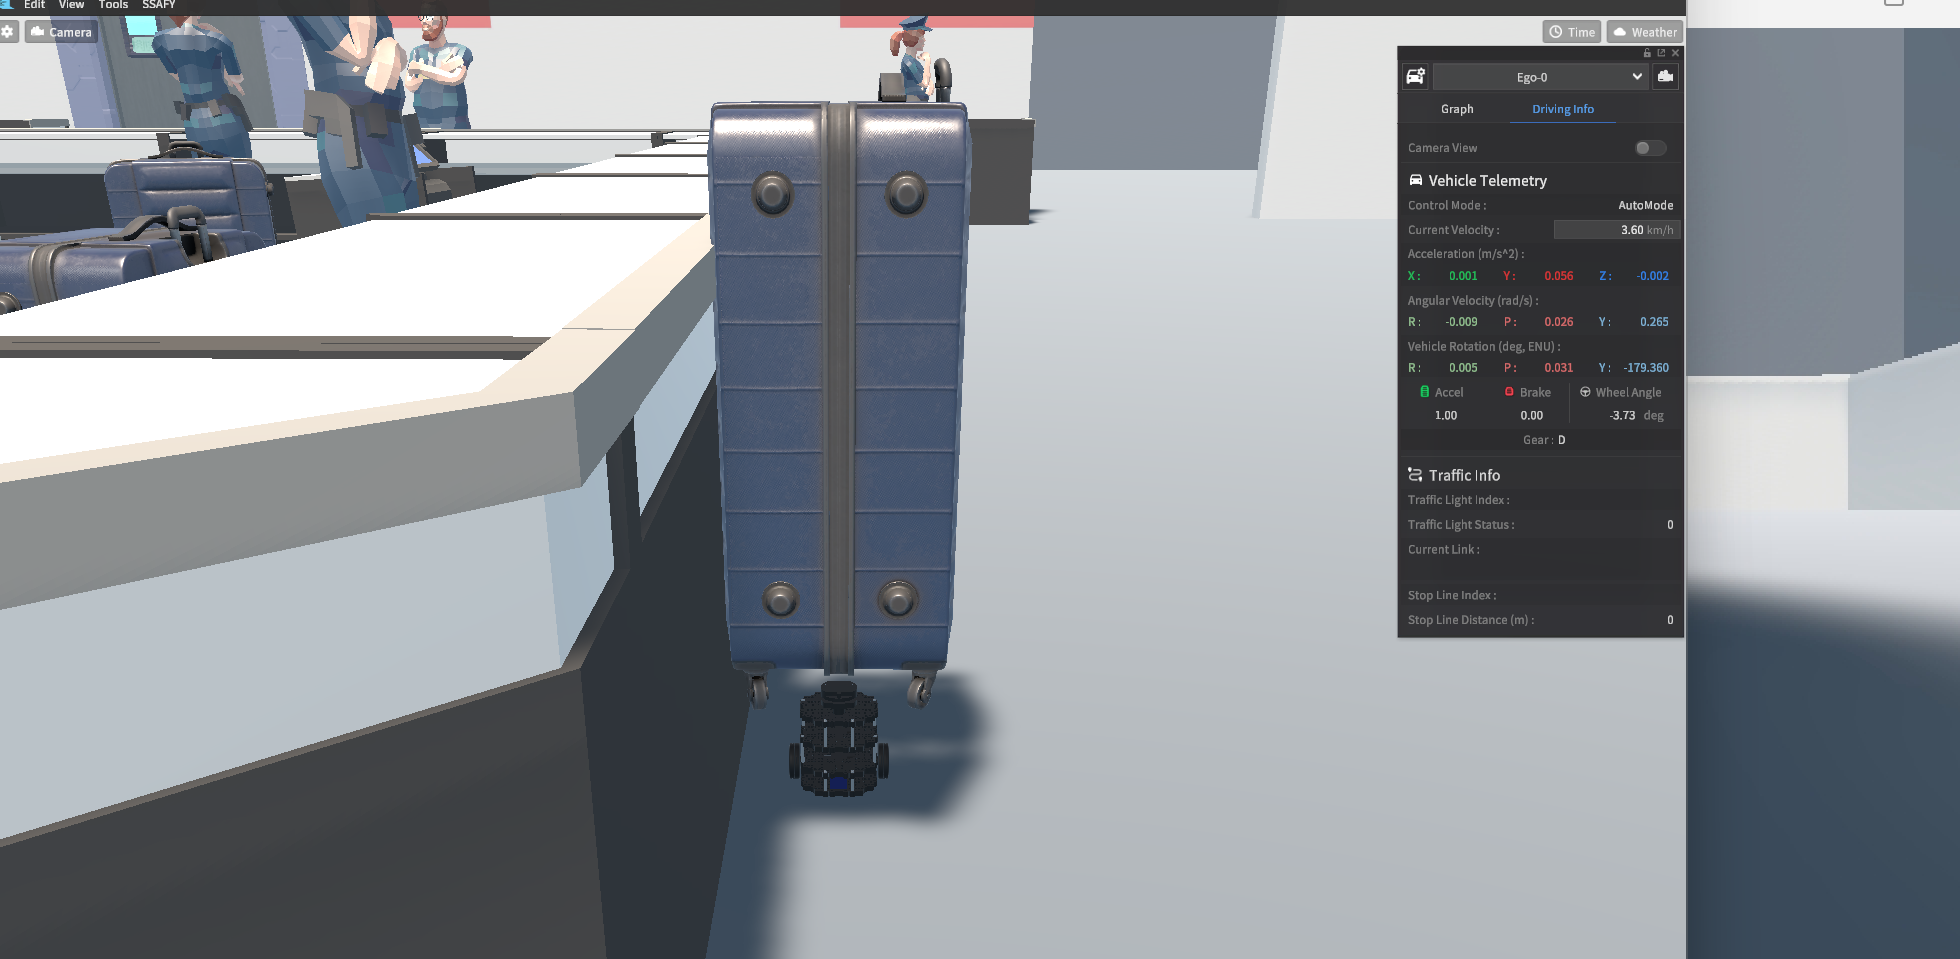 Edit View Tools SSAFY
Camera
Time
Weather
Ego-0
Graph
Driving Info
Camera View
Vehicle Telemetry
Control Mode : AutoMode
Current Velocity : 3.60 km/h
Acceleration (m/s^2) :
X : 0.001 Y : 0.056 Z : -0.002
Angular Velocity (rad/s) :
R : -0.009 P : 0.026 Y : 0.265
Vehicle Rotation (deg, ENU) :
R : 0.005 P : 0.031 Y : -179.360
Accel Brake Wheel Angle
1.00 0.00 -3.73 deg
Gear : D
Traffic Info
Traffic Light Index :
Traffic Light Status : 0
Current Link :
Stop Line Index :
Stop Line Distance (m) : 0